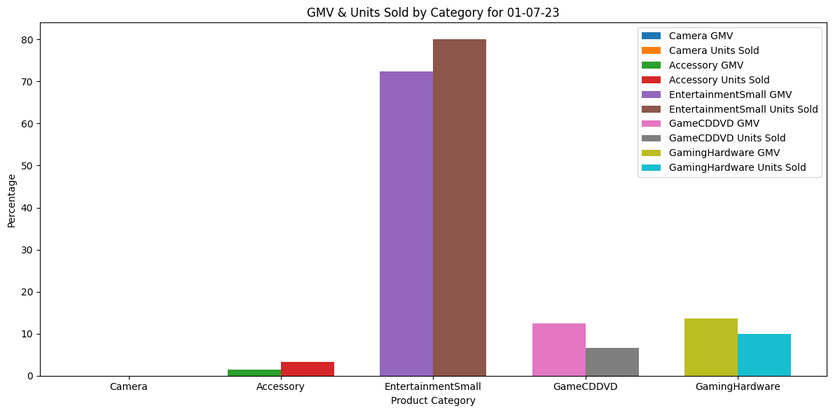 GMV & Units Sold by Category for 01-07-23
Camera GMV
Camera Units Sold
Accessory GMV
Accessory Units Sold
EntertainmentSmall GMV
EntertainmentSmall Units Sold
GameCDDVD GMV
GameCDDVD Units Sold
GamingHardware GMV
GamingHardware Units Sold
Percentage
80
70
60
50
40
30
20
10
0
Camera Accessory EntertainmentSmall GameCDDVD GamingHardware
Product Category